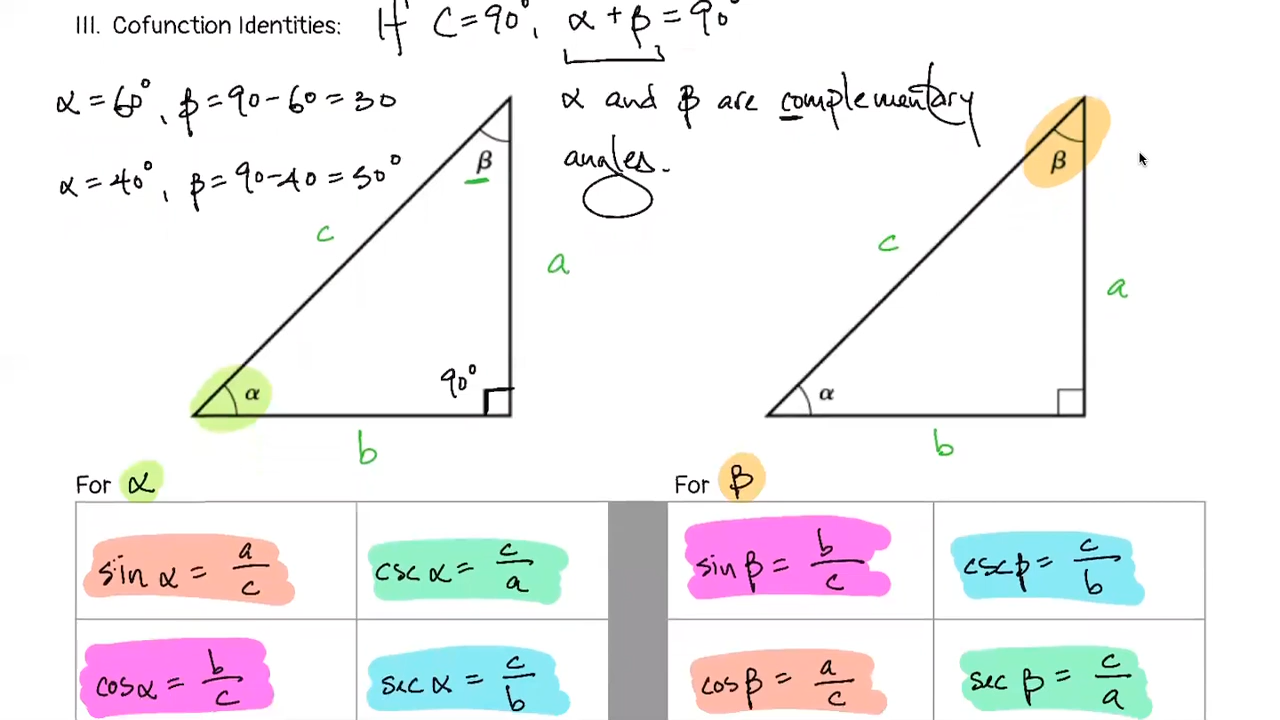 III. Cofunction Identities: If C=90°, α+β=90°
α=60°, β=90-60=30
α and β are complementary
angles.
α=40°, β=90-40=50°
β
β
c
a
c
a
90°
α
α
b
b
For α
For β
sin α = a/c
csc α = c/a
sin β = b/c
csc β = c/b
cos α = b/c
sec α = c/b
cos β = a/c
sec β = c/a